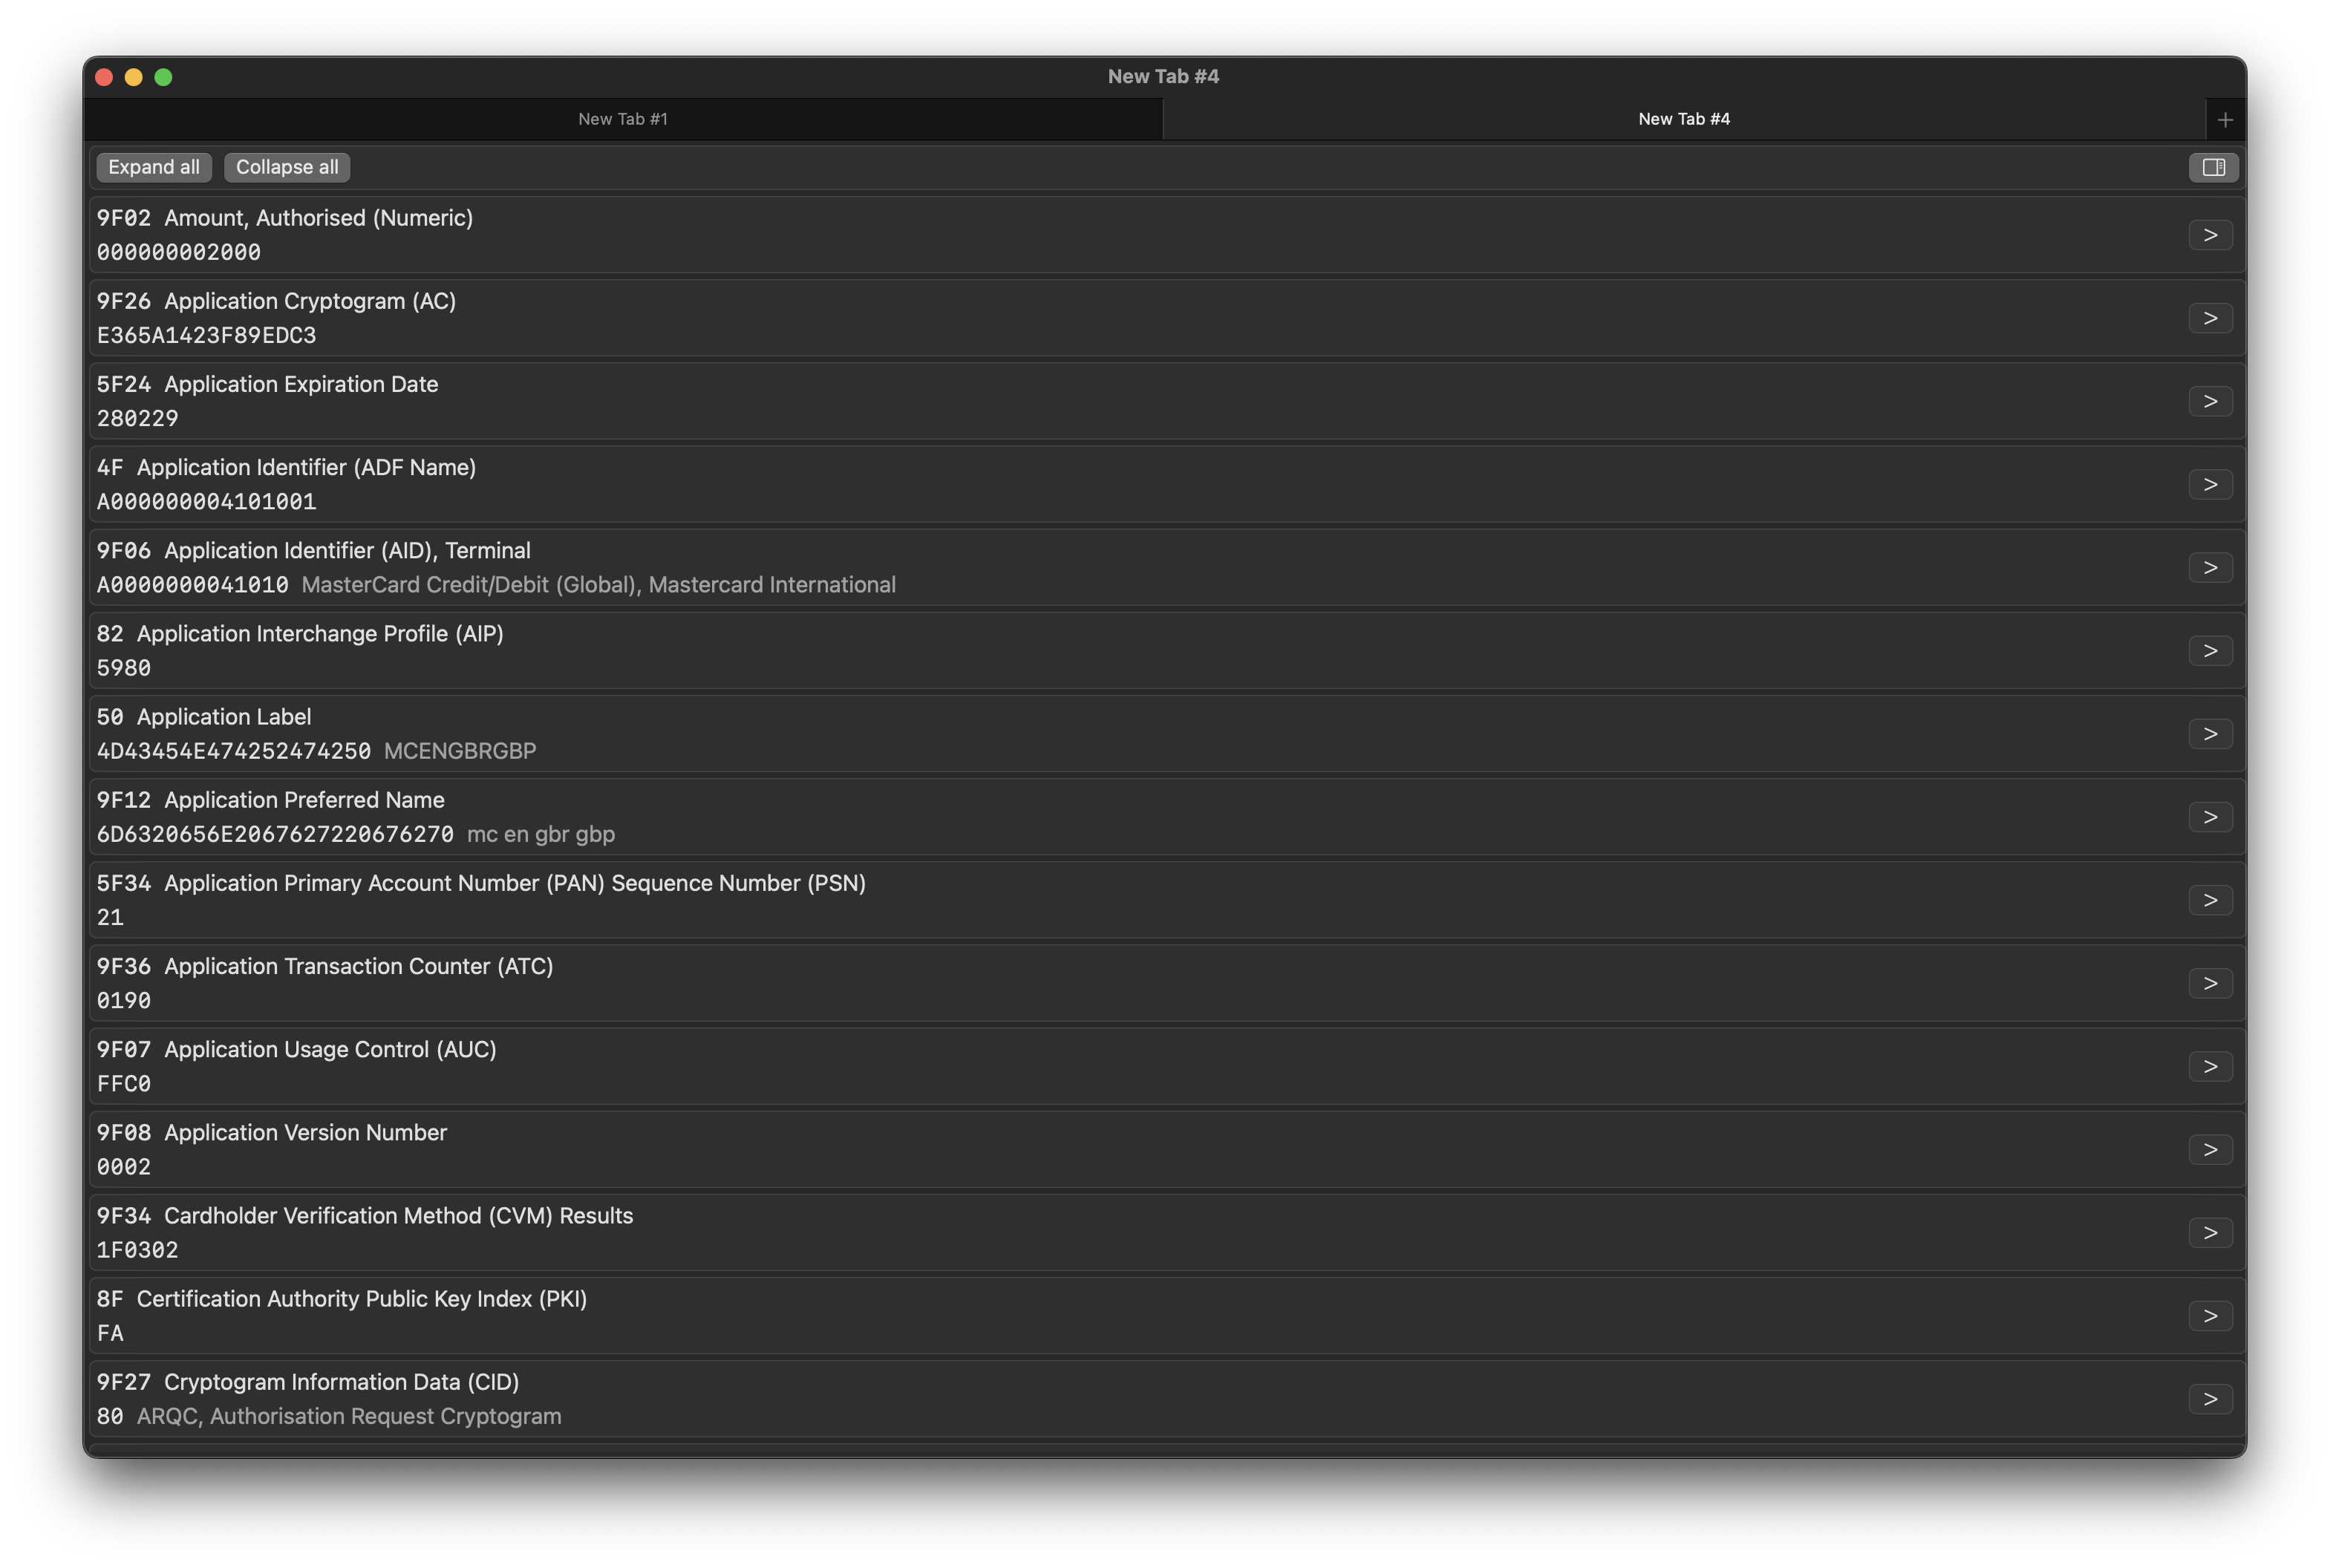 New Tab #4
New Tab #1
New Tab #4
+
Expand all
Collapse all
9F02 Amount, Authorised (Numeric)
000000002000
>
9F26 Application Cryptogram (AC)
E365A1423F89EDC3
>
5F24 Application Expiration Date
280229
>
4F Application Identifier (ADF Name)
A000000004101001
>
9F06 Application Identifier (AID), Terminal
A0000000041010 MasterCard Credit/Debit (Global), Mastercard International
>
82 Application Interchange Profile (AIP)
5980
>
50 Application Label
4D43454E474252474250 MCENGBRGBP
>
9F12 Application Preferred Name
6D6320656E2067627220676270 mc en gbr gbp
>
5F34 Application Primary Account Number (PAN) Sequence Number (PSN)
21
>
9F36 Application Transaction Counter (ATC)
0190
>
9F07 Application Usage Control (AUC)
FFC0
>
9F08 Application Version Number
0002
>
9F34 Cardholder Verification Method (CVM) Results
1F0302
>
8F Certification Authority Public Key Index (PKI)
FA
>
9F27 Cryptogram Information Data (CID)
80 ARQC, Authorisation Request Cryptogram
>